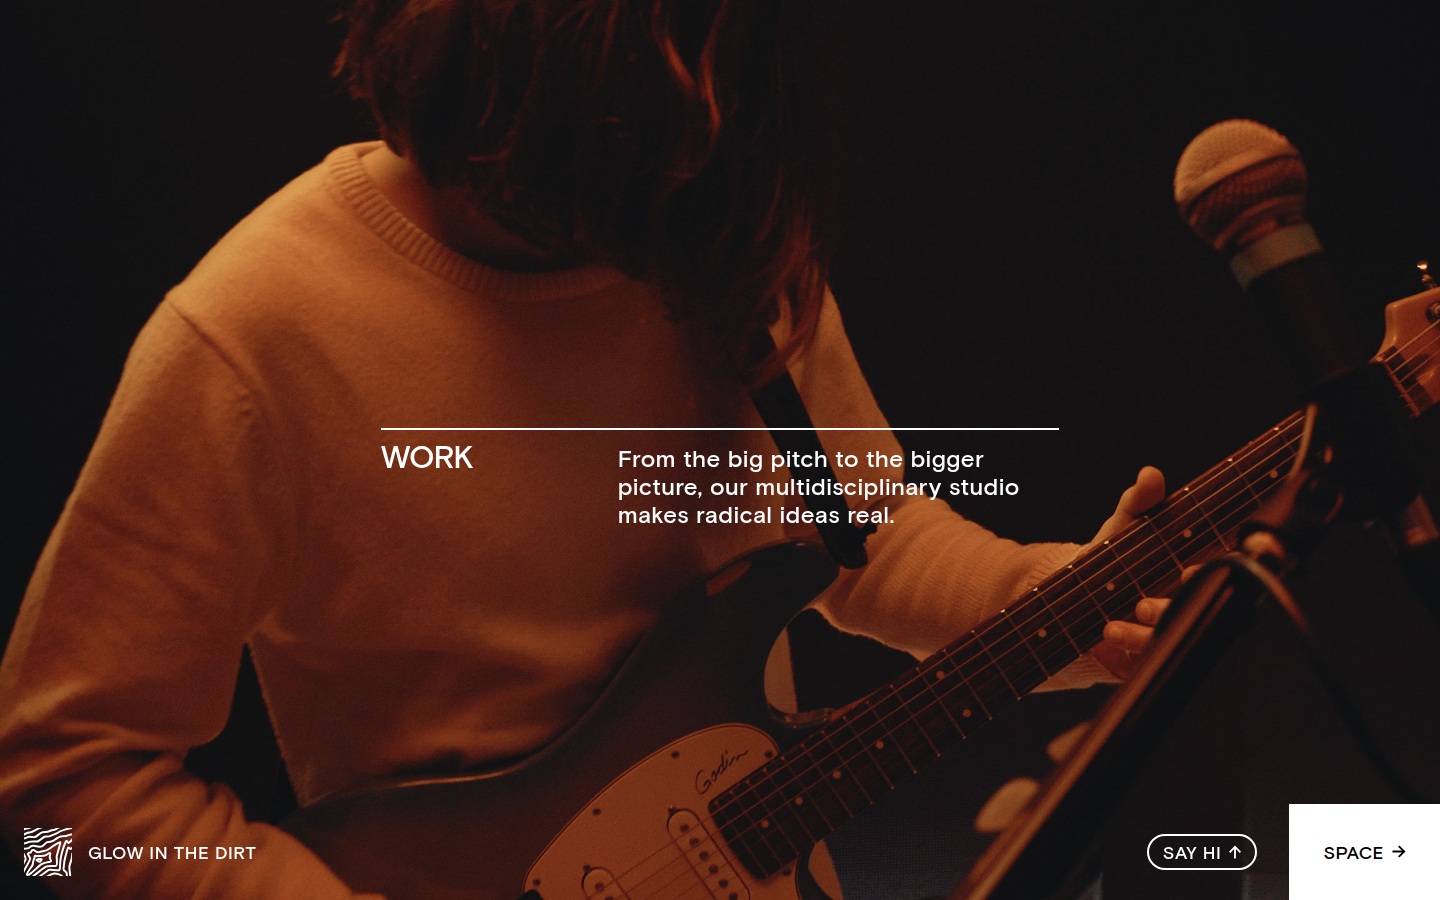 WORK
From the big pitch to the bigger
picture, our multidisciplinary studio
makes radical ideas real.
Godin
GLOW IN THE DIRT
SAY HI ↑
SPACE →